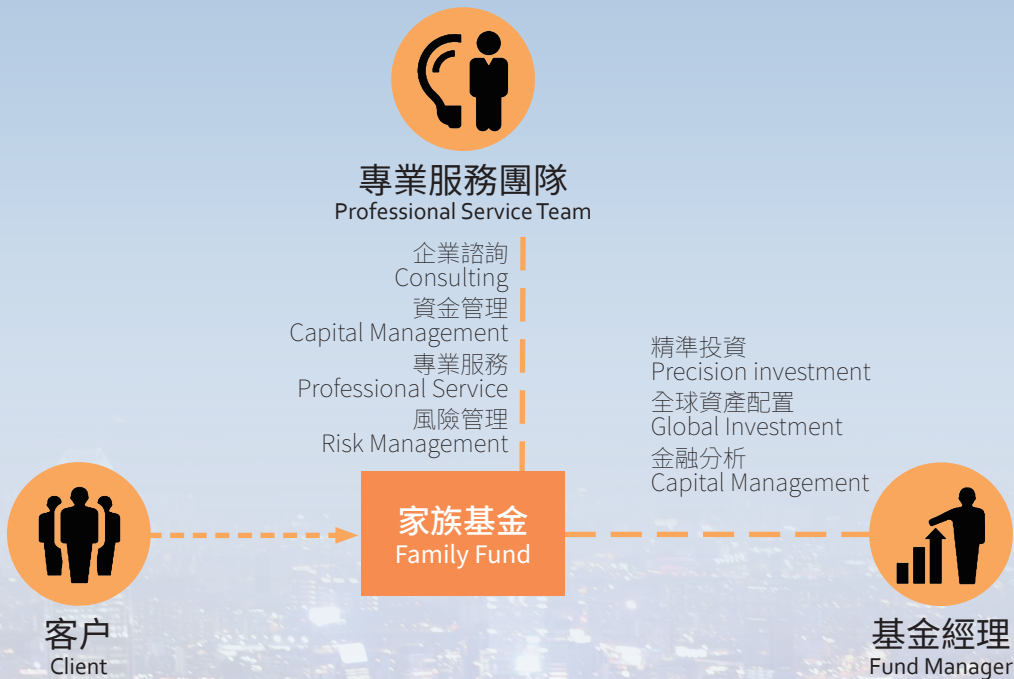 專業服務團隊
Professional Service Team
企業諮詢
Consulting
資金管理
Capital Management
專業服務
Professional Service
風險管理
Risk Management
精準投資
Precision investment
全球資產配置
Global Investment
金融分析
Capital Management
家族基金
Family Fund
客户
Client
基金經理
Fund Manager